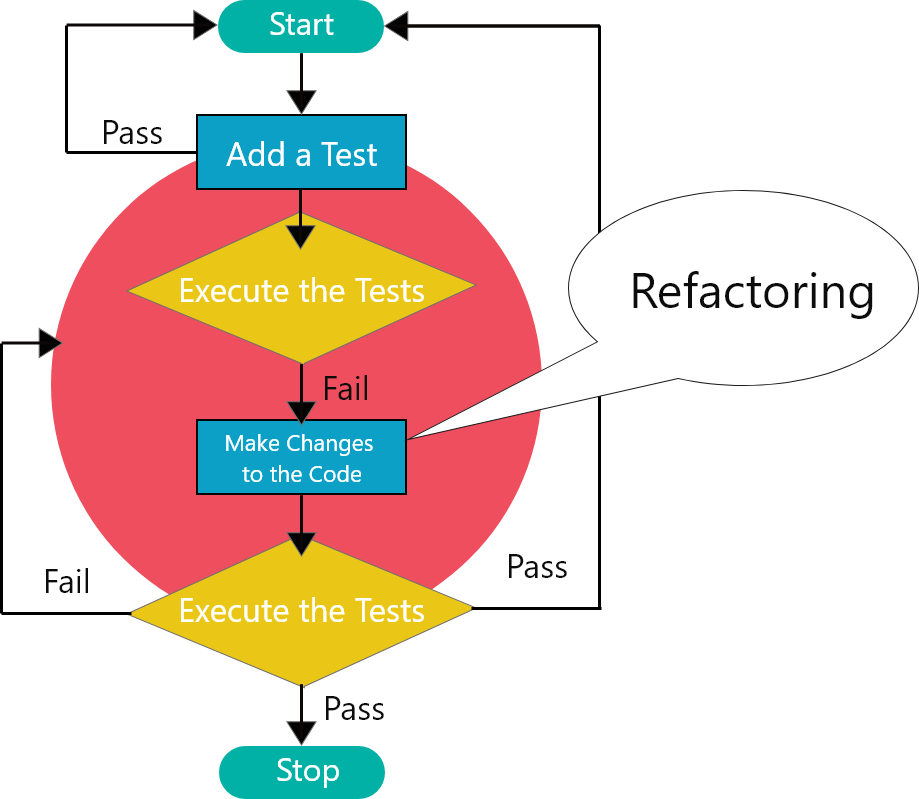 Start
Pass
Add a Test
Execute the Tests
Refactoring
Fail
Make Changes
to the Code
Pass
Fail
Execute the Tests
Pass
Stop